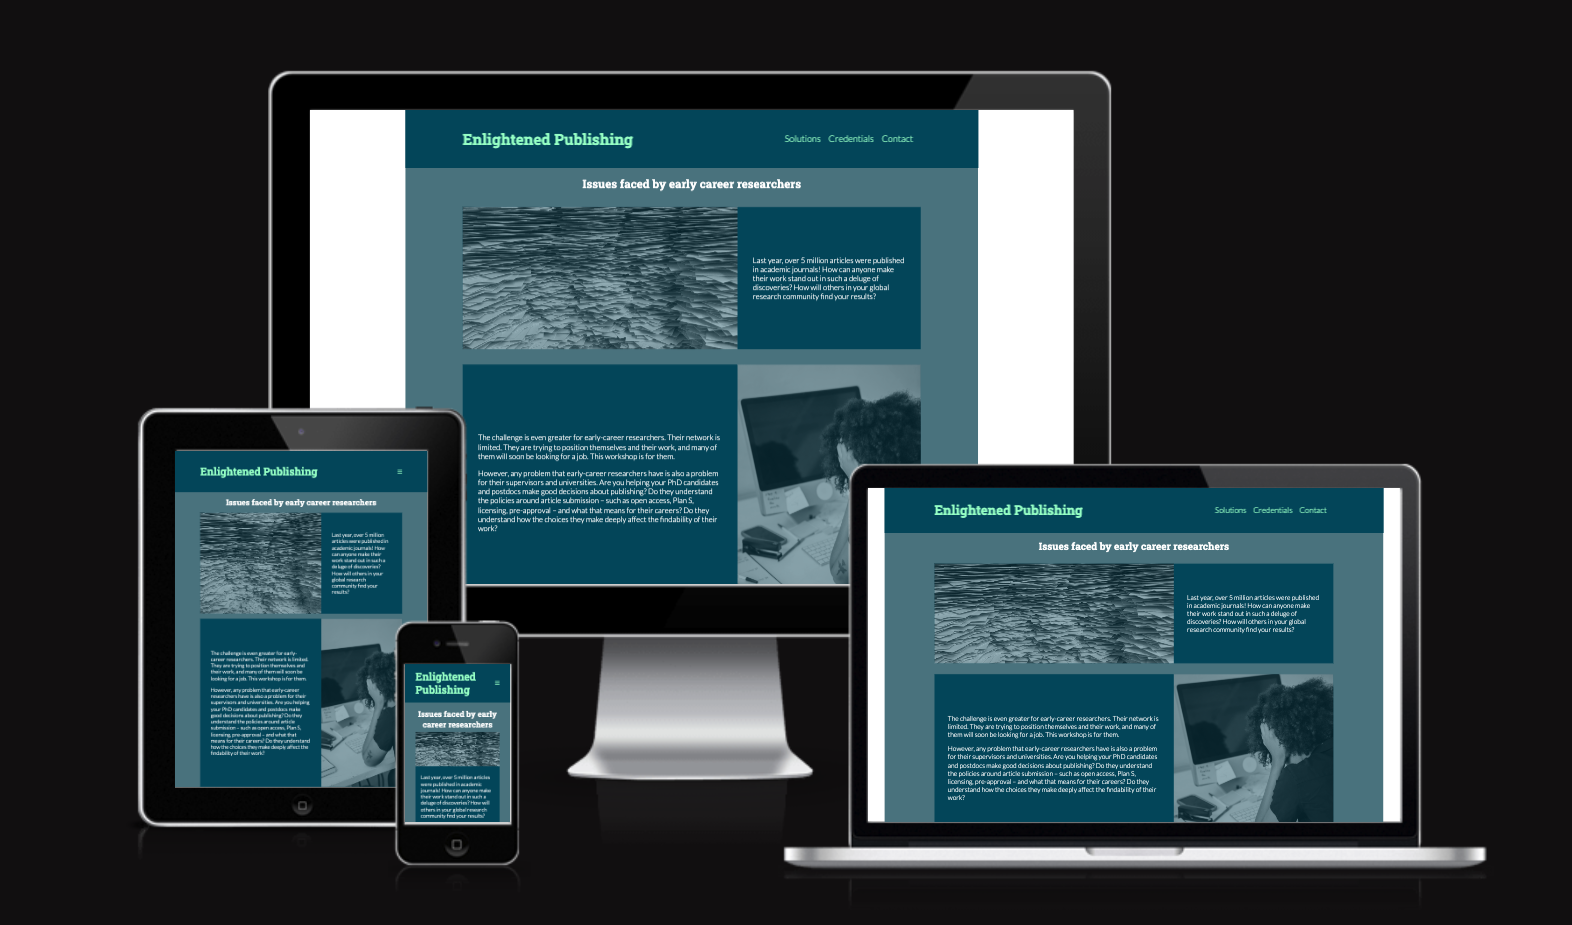 Enlightened Publishing
Solutions Credentials Contact
Issues faced by early career researchers
Last year, over 5 million articles were published
in academic journals! How can anyone make
their work stand out in such a deluge of
discoveries? How will others in your global
research community find your results?
The challenge is even greater for early-career researchers. Their network is
limited. They are trying to position themselves and their work, and many of
them will soon be looking for a job. This workshop is for them.
However, any problem that early-career researchers have is also a problem
for their supervisors and universities. Are you helping your PhD candidates
and postdocs make good decisions about publishing? Do they understand
the policies around article submission – such as open access, Plan S,
licensing, pre-approval – and what that means for their careers? Do they
understand how the choices they make deeply affect the findability of their
work?
Enlightened Publishing
Issues faced by early career researchers
Last year, over 5 million
articles were published in
academic journals! How
can anyone make their
work stand out in such a
deluge of discoveries?
How will others in your
global research
community find your
results?
The challenge is even greater for early-
career researchers. Their network is limited.
They are trying to position themselves and
their work, and many of them will soon be
looking for a job. This workshop is for them.
However, any problem that early-career
researchers have is also a problem for their
supervisors and universities. Are you helping
your PhD candidates and postdocs make
good decisions about publishing? Do they
understand the policies around article
submission – such as open access, Plan S,
licensing, pre-approval – and what that
means for their careers? Do they understand
how the choices they make deeply affect the
findability of their work?
Enlightened
Publishing
Issues faced by early
career researchers
Last year, over 5 million articles
were published in academic
journals! How can anyone make
their work stand out in such a
deluge of discoveries? How will
others in your global research
community find your results?
Enlightened Publishing
Solutions Credentials Contact
Issues faced by early career researchers
Last year, over 5 million articles were published
in academic journals! How can anyone make
their work stand out in such a deluge of
discoveries? How will others in your global
research community find your results?
The challenge is even greater for early-career researchers. Their network is
limited. They are trying to position themselves and their work, and many of
them will soon be looking for a job. This workshop is for them.
However, any problem that early-career researchers have is also a problem
for their supervisors and universities. Are you helping your PhD candidates
and postdocs make good decisions about publishing? Do they understand
the policies around article submission – such as open access, Plan S,
licensing, pre-approval – and what that means for their careers? Do they
understand how the choices they make deeply affect the findability of their
work?